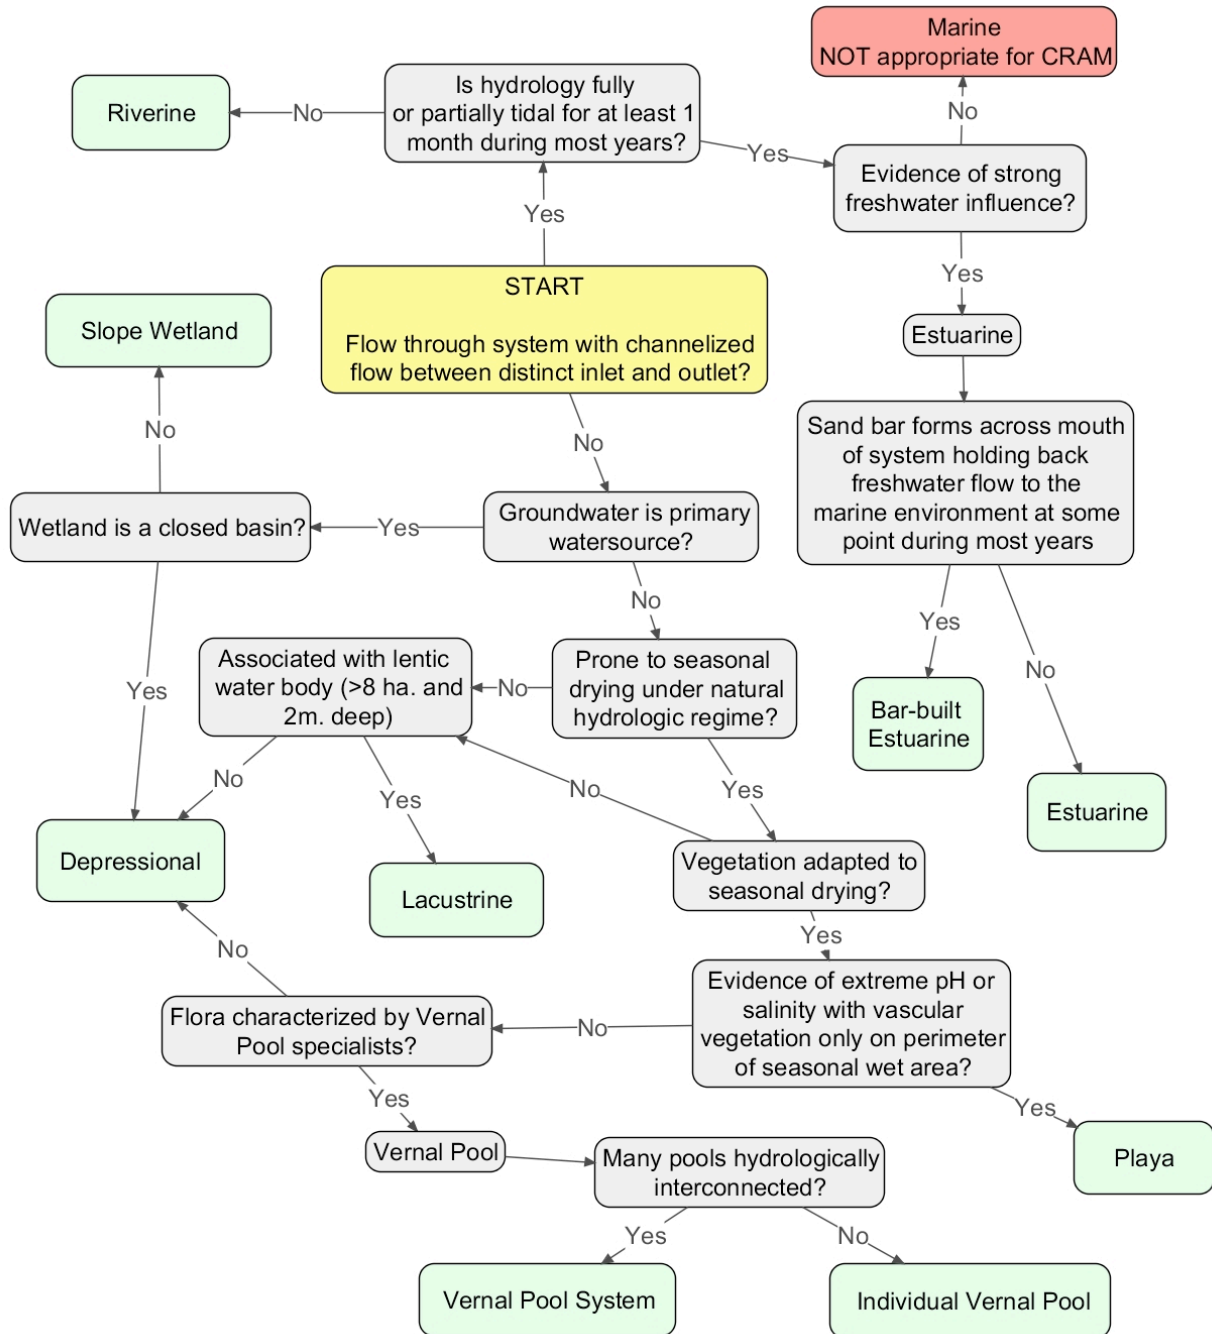 Marine
NOT appropriate for CRAM
Is hydrology fully
or partially tidal for at least 1
month during most years?
Riverine
No
Yes
No
Evidence of strong
freshwater influence?
Yes
Yes
START
Flow through system with channelized
flow between distinct inlet and outlet?
Slope Wetland
Estuarine
No
No
Sand bar forms across mouth
of system holding back
freshwater flow to the
marine environment at some
point during most years
Wetland is a closed basin?
Yes
Groundwater is primary
watersource?
No
Yes
No
Associated with lentic
water body (>8 ha. and
2m. deep)
No
Prone to seasonal
drying under natural
hydrologic regime?
Yes
Bar-built
Estuarine
No
No
Yes
Yes
Estuarine
Depressional
Lacustrine
Vegetation adapted to
seasonal drying?
Yes
No
Flora characterized by Vernal
Pool specialists?
No
Evidence of extreme pH or
salinity with vascular
vegetation only on perimeter
of seasonal wet area?
Yes
Yes
Vernal Pool
Many pools hydrologically
interconnected?
Playa
Yes
No
Vernal Pool System
Individual Vernal Pool